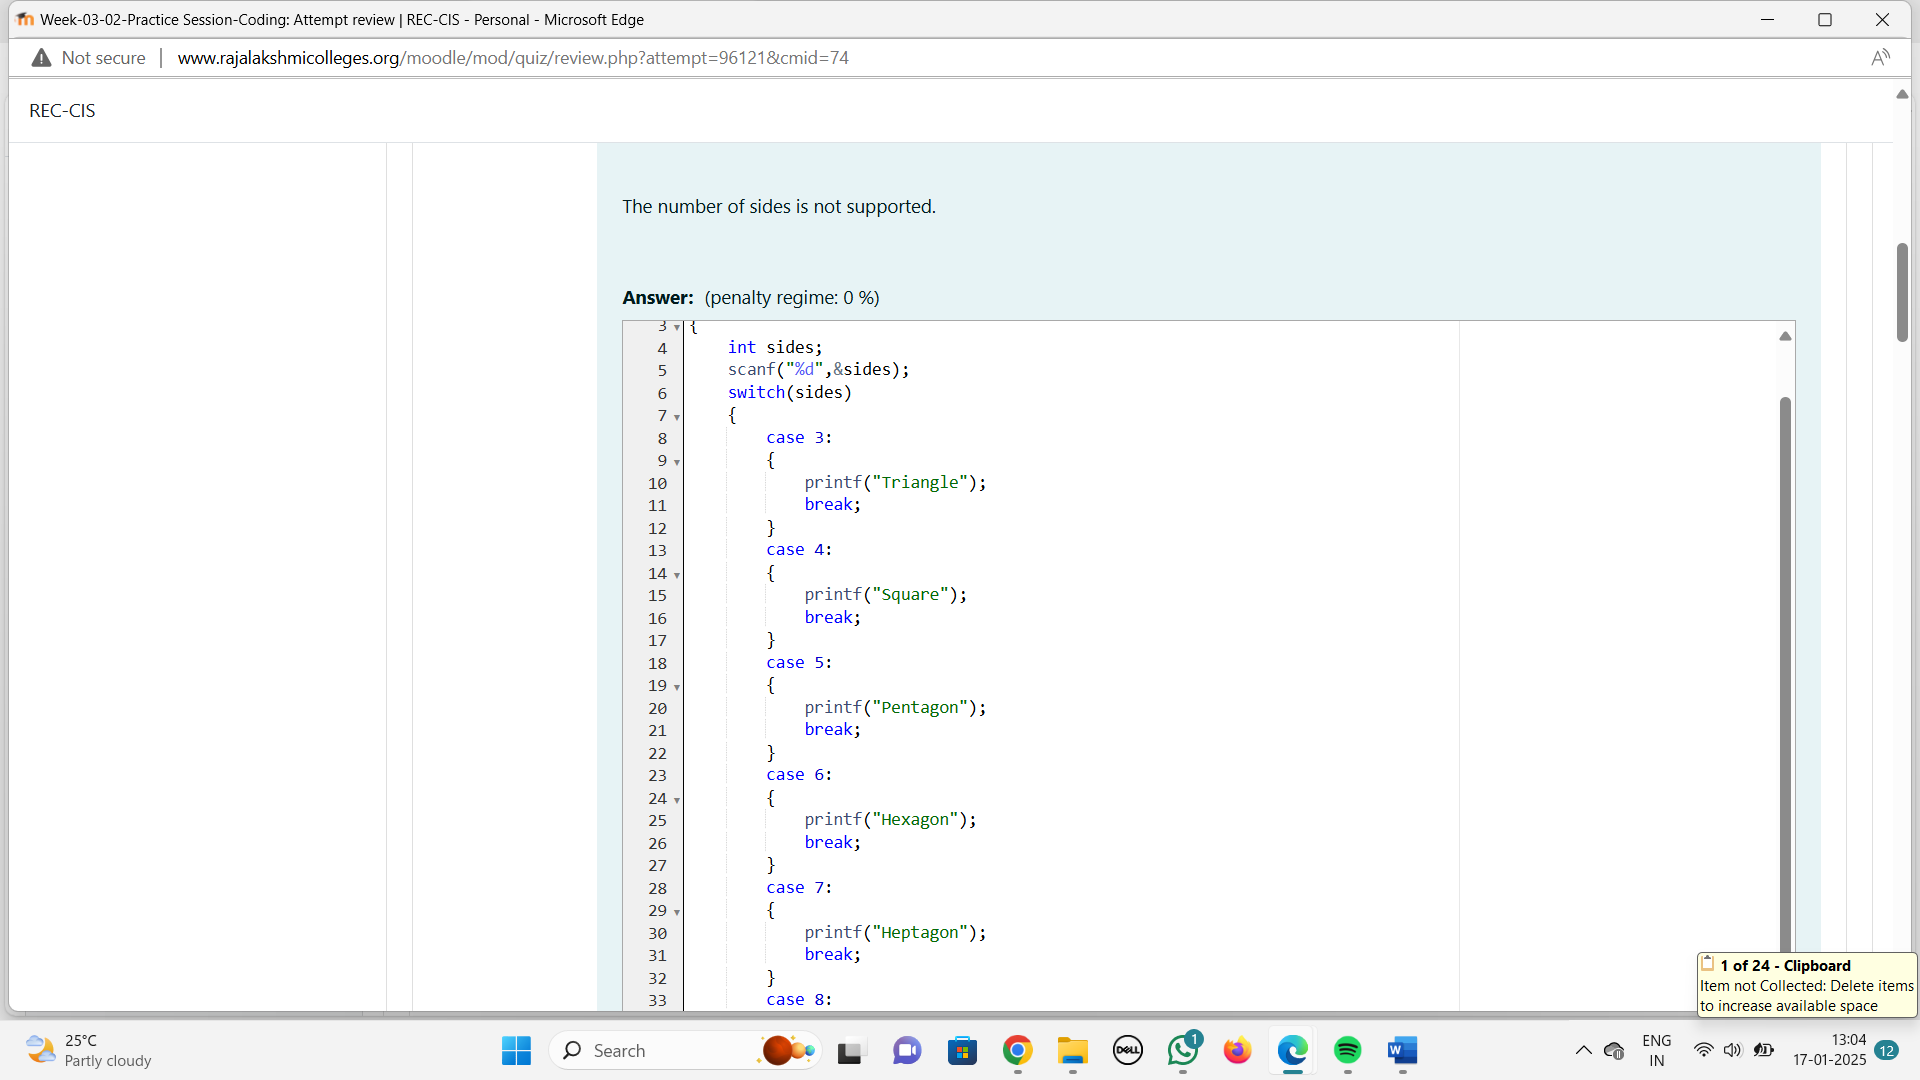 Week-03-02-Practice Session-Coding: Attempt review | REC-CIS - Personal - Microsoft Edge
Not secure | www.rajalakshmicolleges.org/moodle/mod/quiz/review.php?attempt=96121&cmid=74
REC-CIS
The number of sides is not supported.
Answer: (penalty regime: 0 %)
3 {
4 int sides;
5 scanf("%d",&sides);
6 switch(sides)
7 {
8 case 3:
9 {
10 printf("Triangle");
11 break;
12 }
13 case 4:
14 {
15 printf("Square");
16 break;
17 }
18 case 5:
19 {
20 printf("Pentagon");
21 break;
22 }
23 case 6:
24 {
25 printf("Hexagon");
26 break;
27 }
28 case 7:
29 {
30 printf("Heptagon");
31 break;
32 }
33 case 8:
1 of 24 - Clipboard
Item not Collected: Delete items
to increase available space
25°C
Partly cloudy
Search
DELL
1
W
ENG
IN
13:04
17-01-2025
12